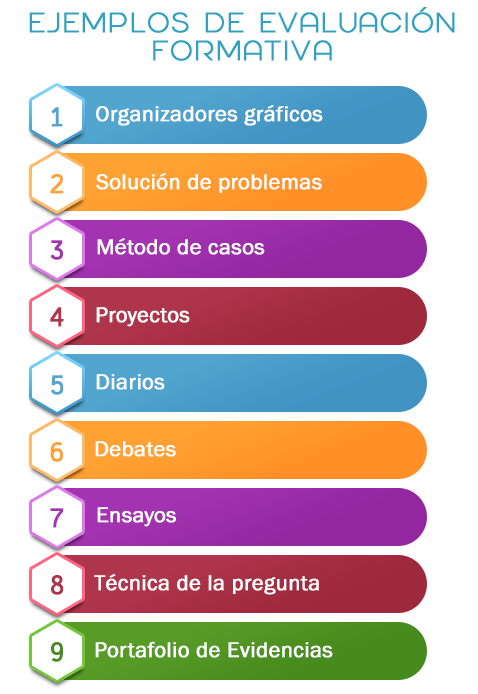 EJEMPLOS DE EVALUACIÓN
FORMATIVA
1 Organizadores gráficos
2 Solución de problemas
3 Método de casos
4 Proyectos
5 Diarios
6 Debates
7 Ensayos
8 Técnica de la pregunta
9 Portafolio de Evidencias